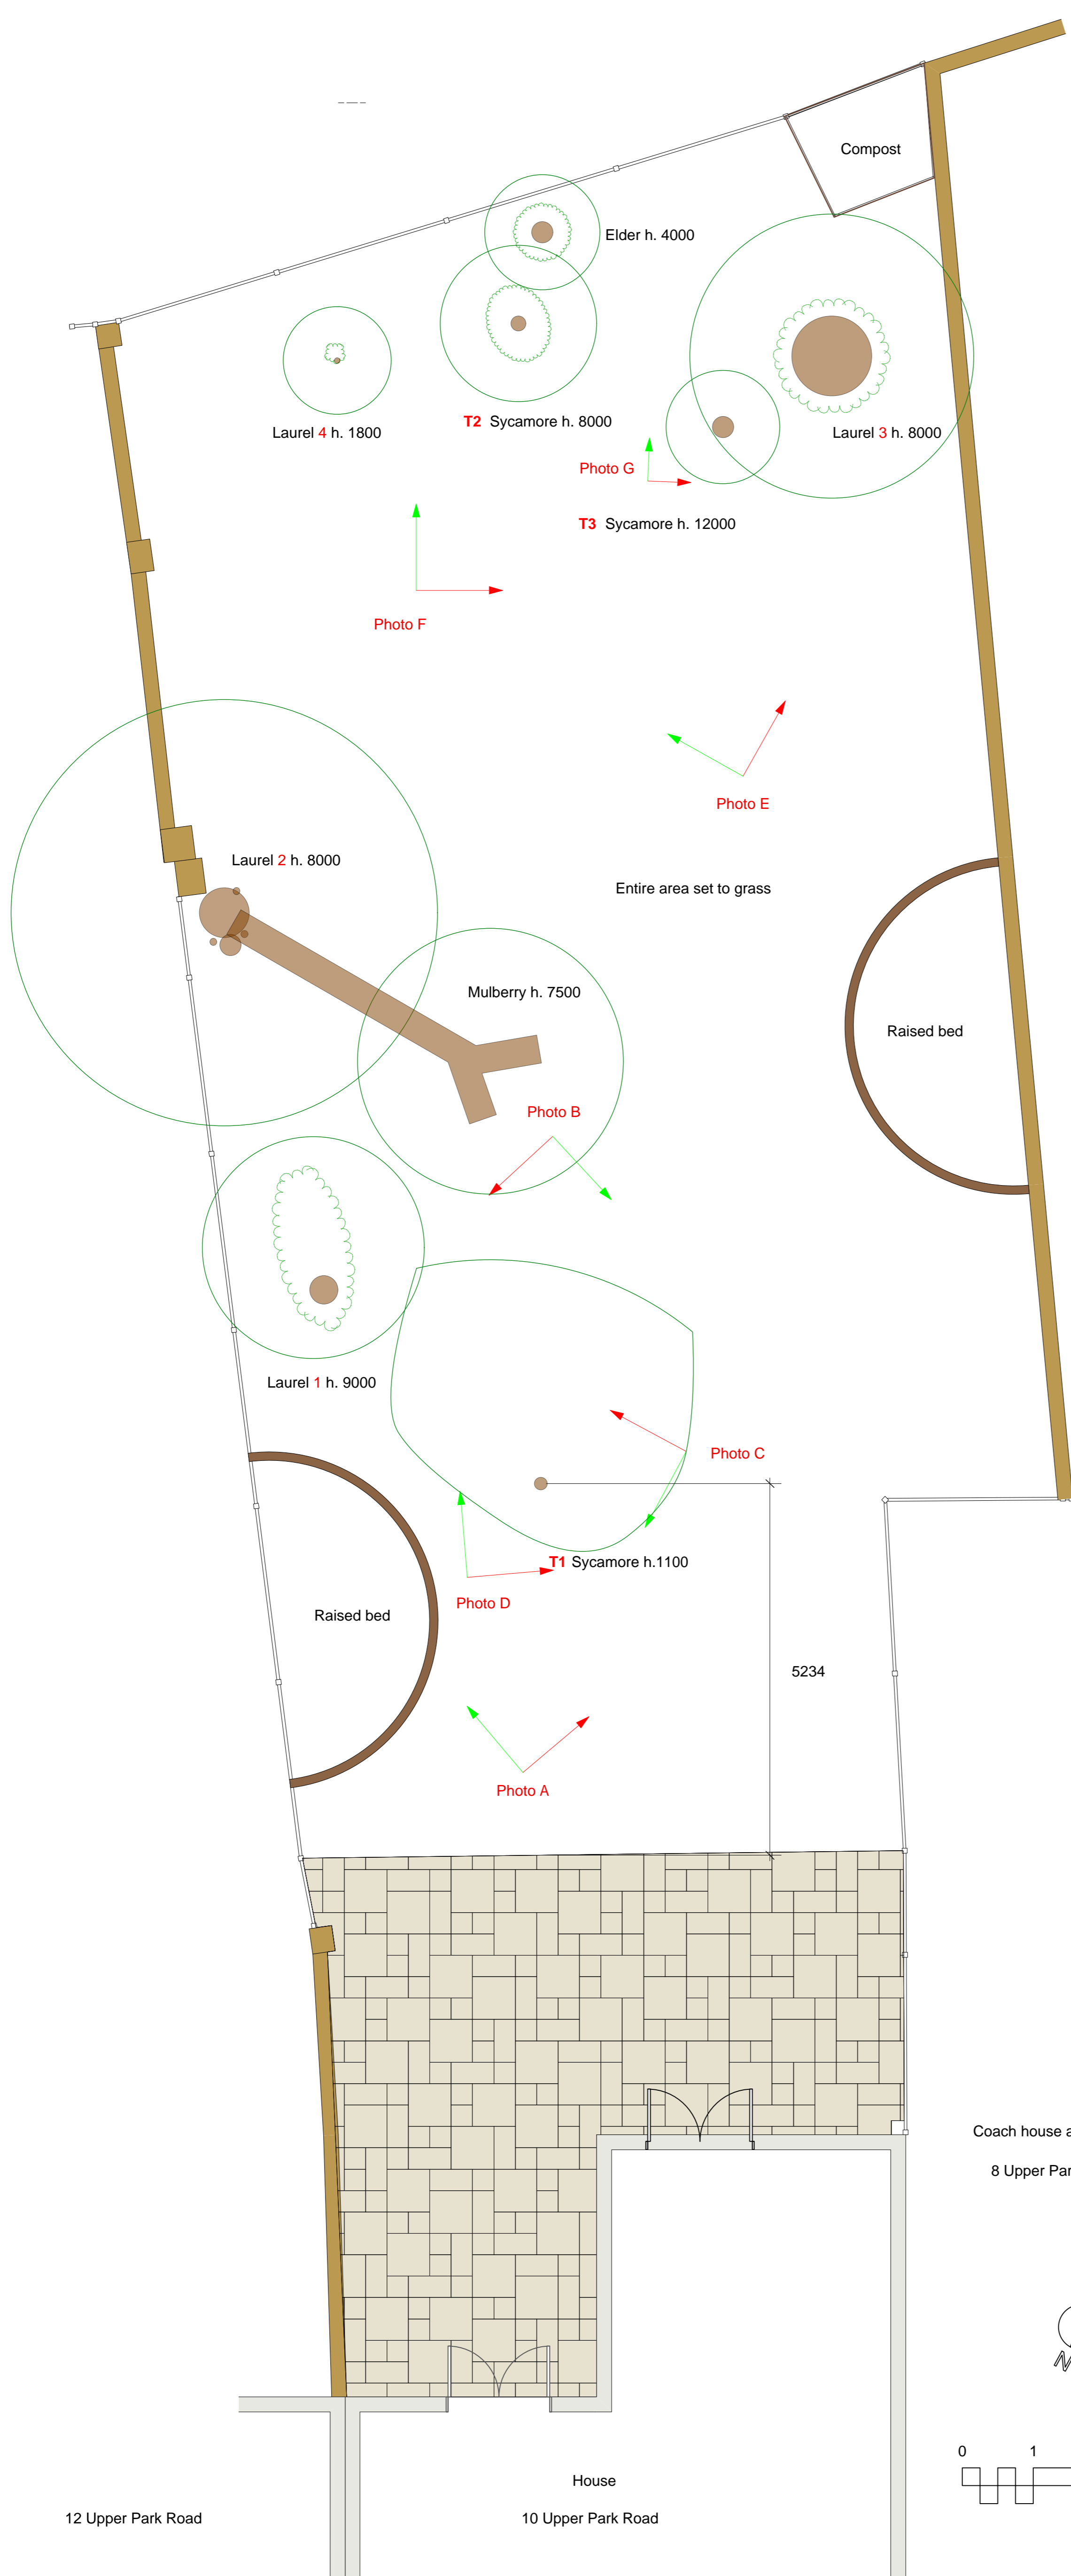 Compost
Elder h. 4000
T2 Sycamore h. 8000
Laurel 4 h. 1800
Laurel 3 h. 8000
Photo G
T3 Sycamore h. 12000
Photo F
Photo E
Laurel 2 h. 8000
Entire area set to grass
Mulberry h. 7500
Raised bed
Photo B
Laurel 1 h. 9000
Photo C
T1 Sycamore h.1100
Photo D
Raised bed
5234
Photo A
Coach house a
8 Upper Par
N
0 1
House
12 Upper Park Road
10 Upper Park Road